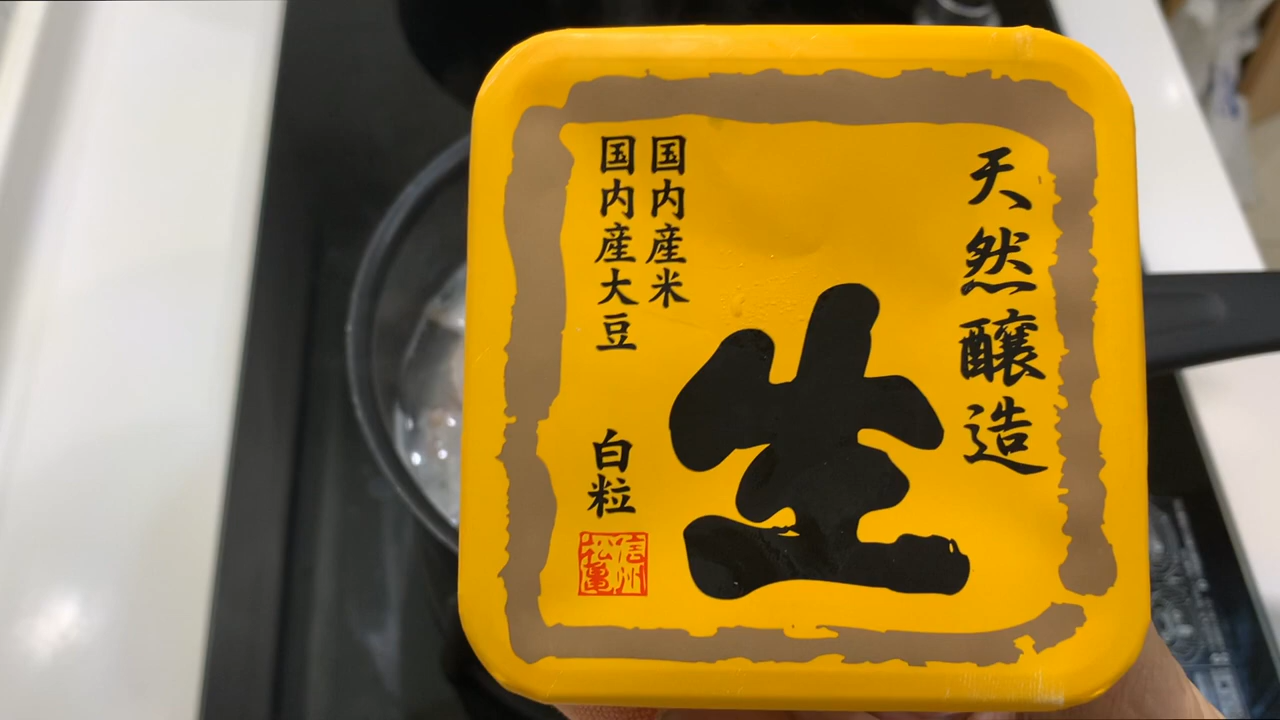 天然醸造
生
国内産米
国内産大豆
白粒
信州
松亀